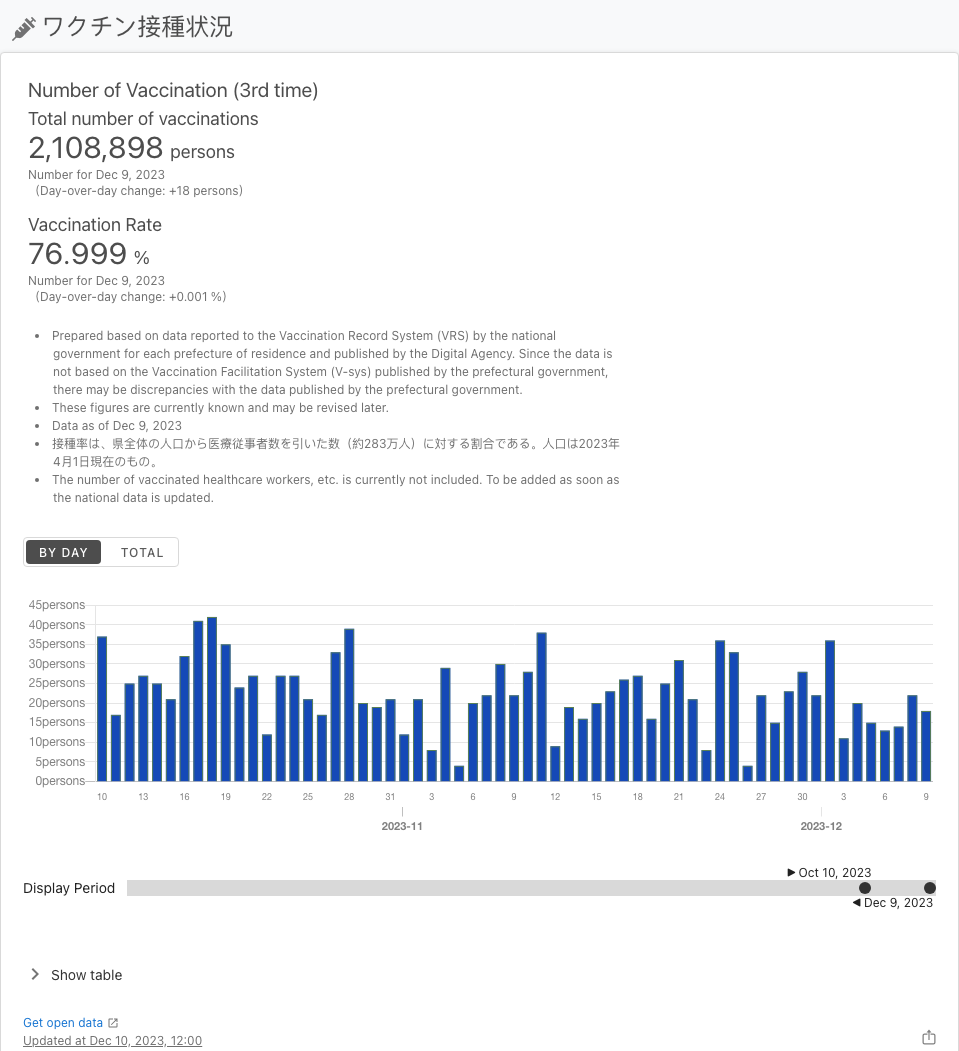 ワクチン接種状況
Number of Vaccination (3rd time)
Total number of vaccinations
2,108,898 persons
Number for Dec 9, 2023
（Day-over-day change: +18 persons）
Vaccination Rate
76.999 %
Number for Dec 9, 2023
（Day-over-day change: +0.001 %）
• Prepared based on data reported to the Vaccination Record System (VRS) by the national
government for each prefecture of residence and published by the Digital Agency. Since the data is
not based on the Vaccination Facilitation System (V-sys) published by the prefectural government,
there may be discrepancies with the data published by the prefectural government.
• These figures are currently known and may be revised later.
• Data as of Dec 9, 2023
• 接種率は、県全体の人口から医療従事者数を引いた数（約283万人）に対する割合である。人口は2023年
4月1日現在のもの。
• The number of vaccinated healthcare workers, etc. is currently not included. To be added as soon as
the national data is updated.
BY DAY TOTAL
45persons
40persons
35persons
30persons
25persons
20persons
15persons
10persons
5persons
0persons
10 13 16 19 22 25 28 31 3 6 9 12 15 18 21 24 27 30 3 6 9
2023-11 2023-12
Oct 10, 2023
Display Period
Dec 9, 2023
Show table
Get open data
Updated at Dec 10, 2023, 12:00